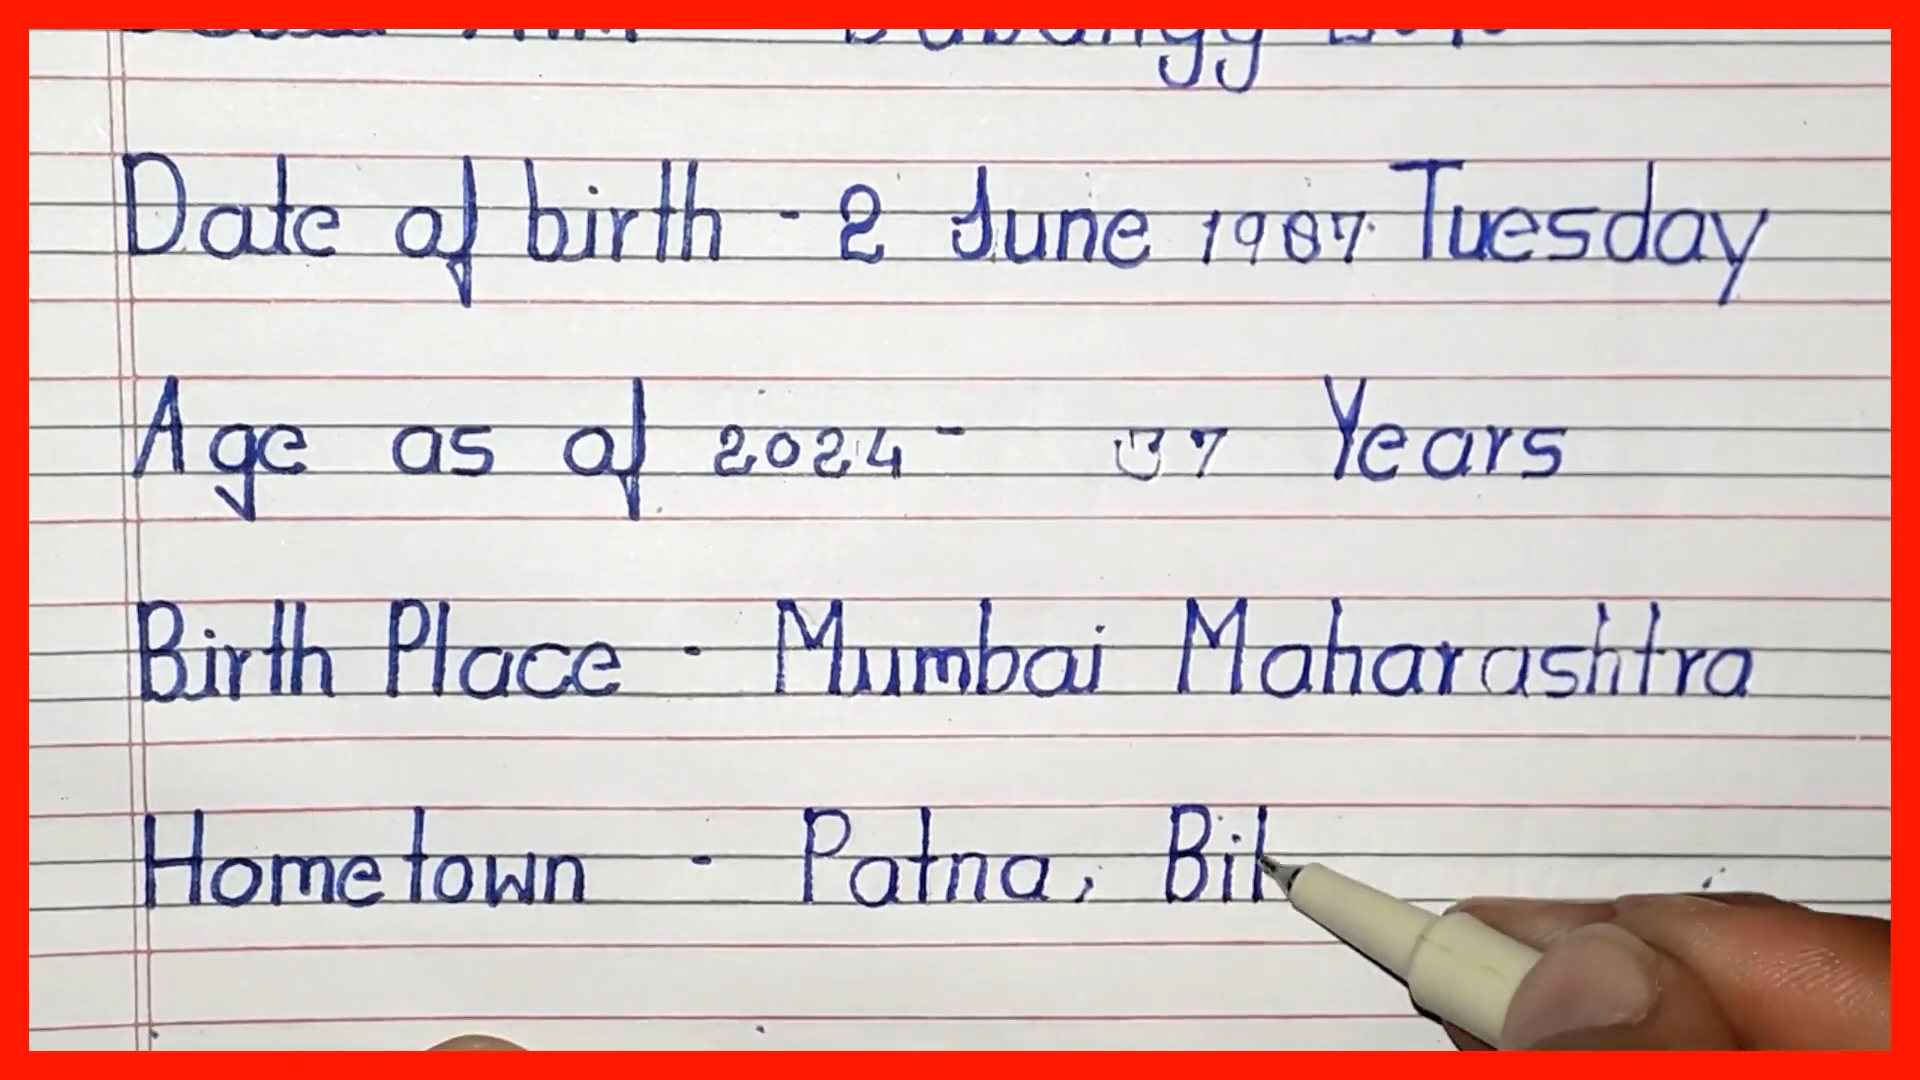 Date of birth - 2 June 1987 Tuesday
Age as of 2024 - 37 Years
Birth Place - Mumbai Maharashtra
Hometown - Patna, Bih